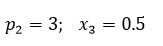 p₂ = 3;   x₃ = 0.5